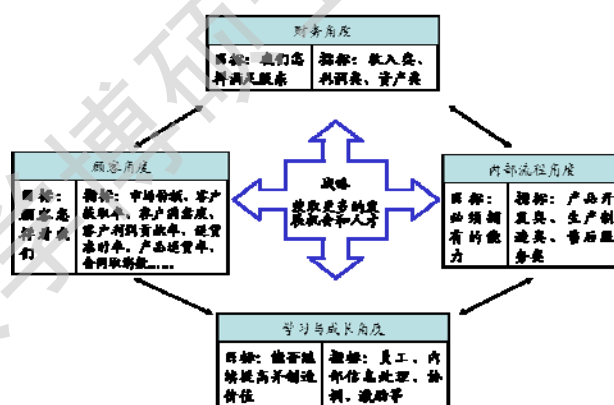 财务角度
目标：我们怎
样满足股东
指标：收入类、
利润类、资产类
顾客角度
目标：
顾客怎
样看我
们
指标：市场份额、客户
获取率、客户满意度、
客户利润贡献率、送货
准时率、产品退货率、
合同取消数……
战略
获取更多的发
展机会和人才
内部流程角度
目标：
必须拥
有的能
力
指标：产品开
发类、生产制
造类、售后服
务类
学习与成长角度
目标：能否继
续提高并创造
价值
指标：员工、内
部信息处理、协
调、激励等
学博硕